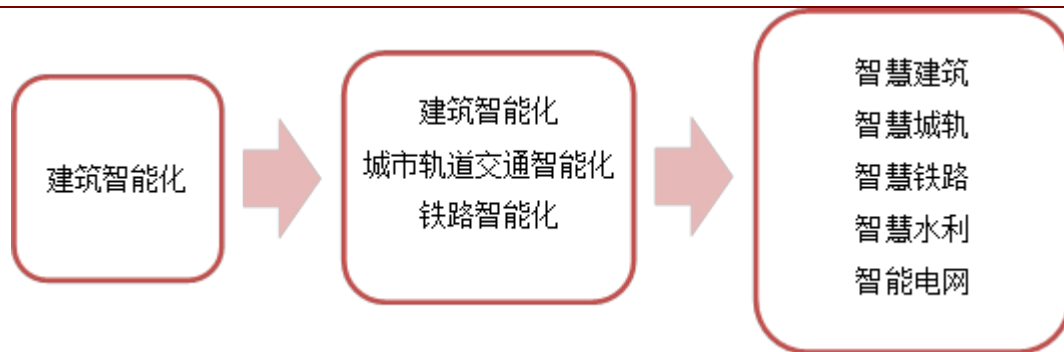 建筑智能化
建筑智能化
城市轨道交通智能化
铁路智能化
智慧建筑
智慧城轨
智慧铁路
智慧水利
智能电网